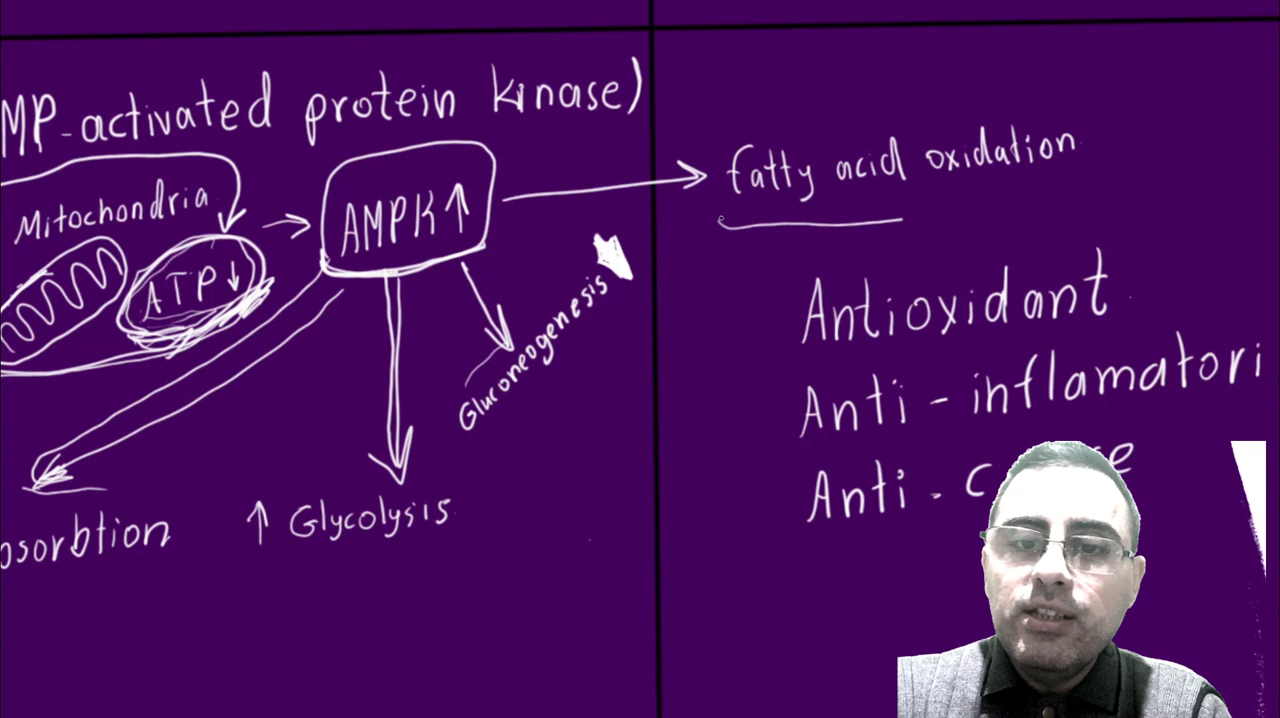 MP-activated protein kinase)
Mitochondria
ATP↓
AMPK↑
fatty acid oxidation
Gluconeogenesis
Antioxidant
Anti-inflamatori
Anti-
osorbtion
↑ Glycolysis